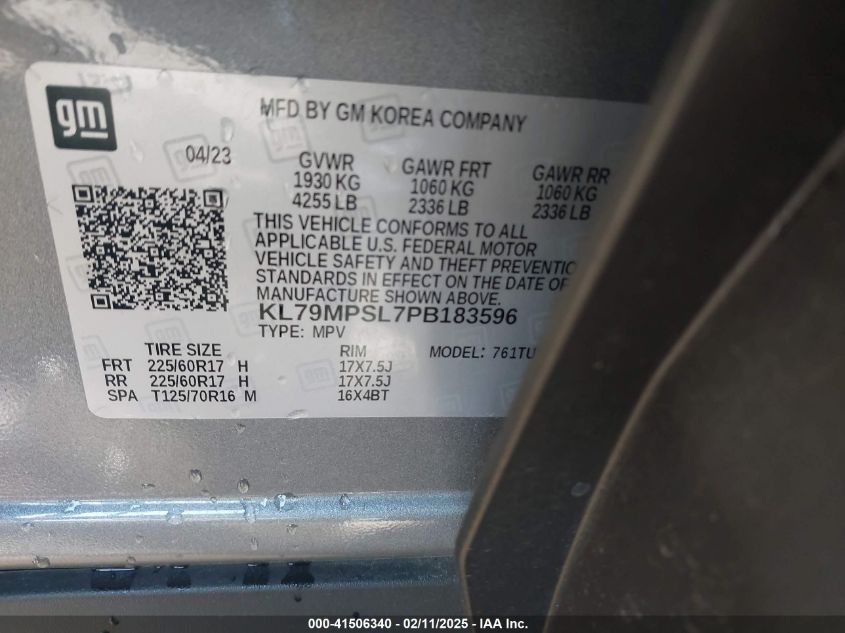 gm
MFD BY GM KOREA COMPANY
04/23
GVWR GAWR FRT GAWR RR
1930 KG 1060 KG 1060 KG
4255 LB 2336 LB 2336 LB
THIS VEHICLE CONFORMS TO ALL
APPLICABLE U.S. FEDERAL MOTOR
VEHICLE SAFETY AND THEFT PREVENTIO
STANDARDS IN EFFECT ON THE DATE OF
MANUFACTURE SHOWN ABOVE.
KL79MPSL7PB183596
TYPE: MPV MODEL: 761TU
TIRE SIZE RIM
FRT 225/60R17 H 17X7.5J
RR 225/60R17 H 17X7.5J
SPA T125/70R16 M 16X4BT
000-41506340 - 02/11/2025 - IAA Inc.